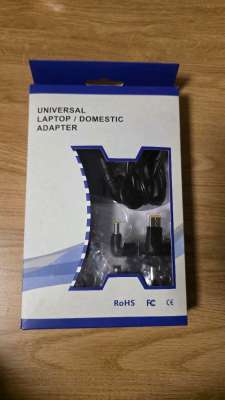 UNIVERSAL
LAPTOP / DOMESTIC
ADAPTER
RoHS FC CE